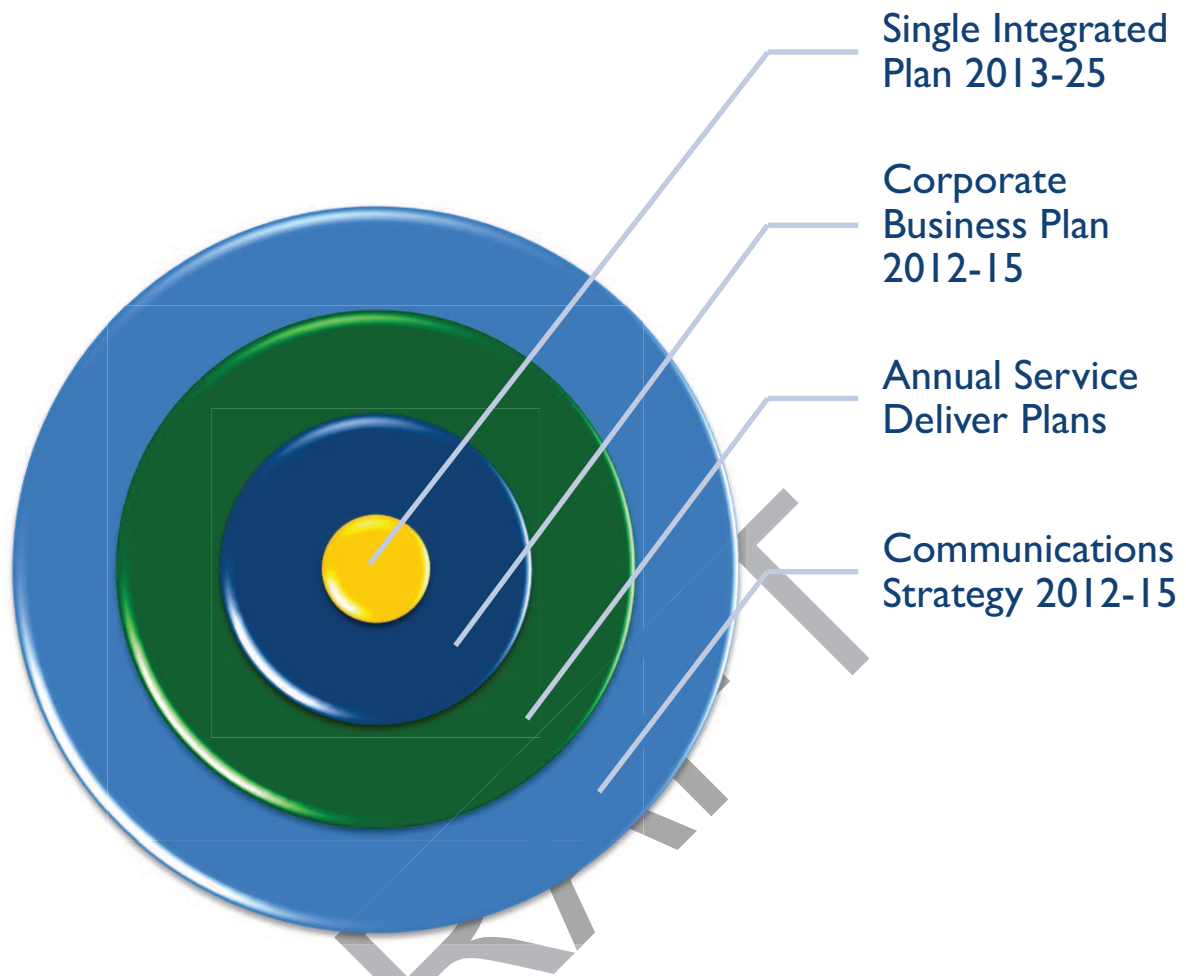 Single Integrated
Plan 2013-25
Corporate
Business Plan
2012-15
Annual Service
Deliver Plans
Communications
Strategy 2012-15